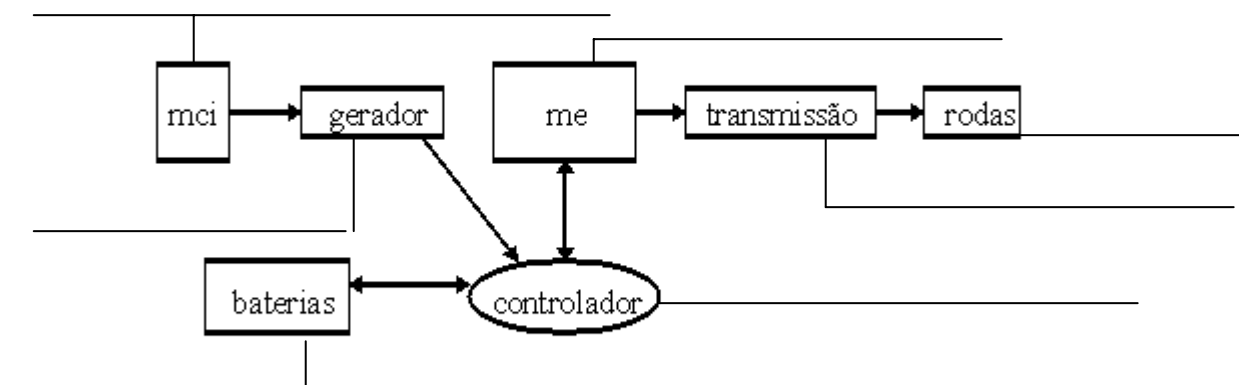 mci
gerador
me
transmissão
rodas
baterias
controlador